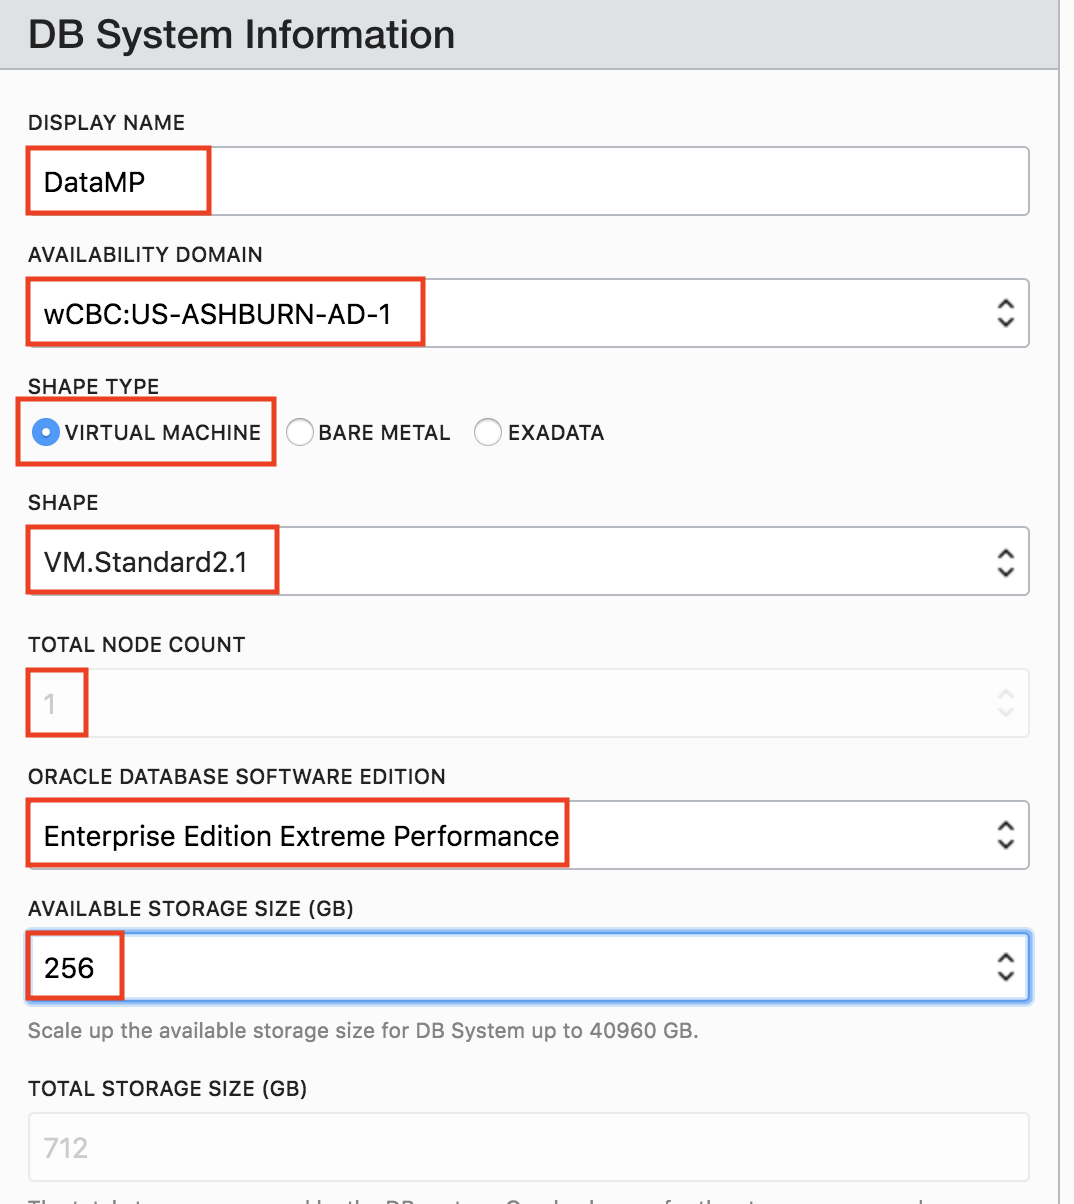 DB System Information
DISPLAY NAME
DataMP
AVAILABILITY DOMAIN
wCBC:US-ASHBURN-AD-1
SHAPE TYPE
VIRTUAL MACHINE BARE METAL EXADATA
SHAPE
VM.Standard2.1
TOTAL NODE COUNT
1
ORACLE DATABASE SOFTWARE EDITION
Enterprise Edition Extreme Performance
AVAILABLE STORAGE SIZE (GB)
256
Scale up the available storage size for DB System up to 40960 GB.
TOTAL STORAGE SIZE (GB)
712